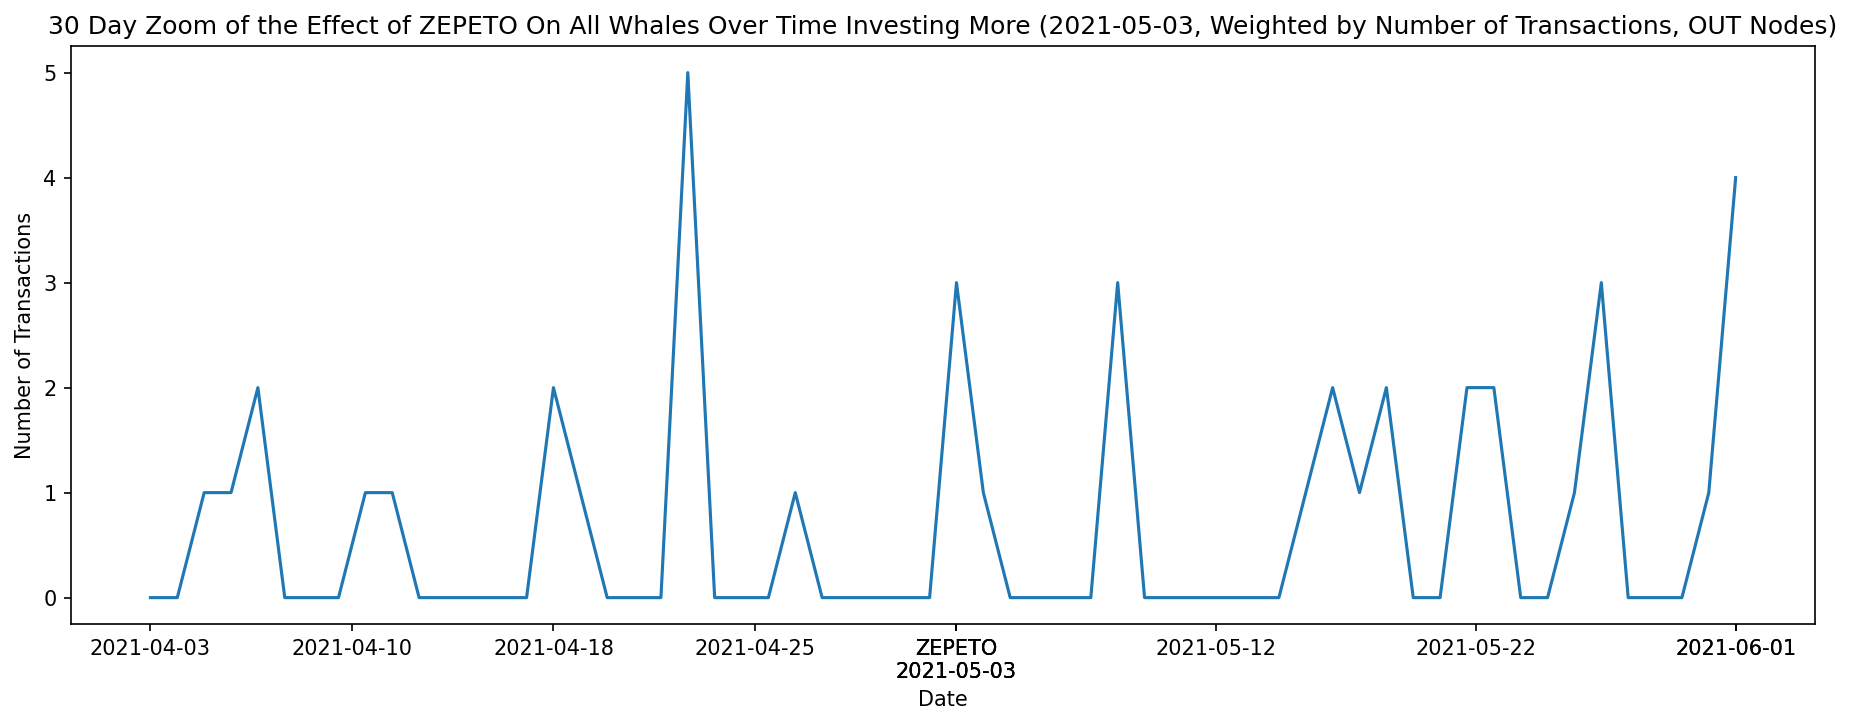 30 Day Zoom of the Effect of ZEPETO On All Whales Over Time Investing More (2021-05-03, Weighted by Number of Transactions, OUT Nodes)
Number of Transactions
5
4
3
2
1
0
2021-04-03 2021-04-10 2021-04-18 2021-04-25 ZEPETO 2021-05-12 2021-05-22 2021-06-01
2021-05-03
Date